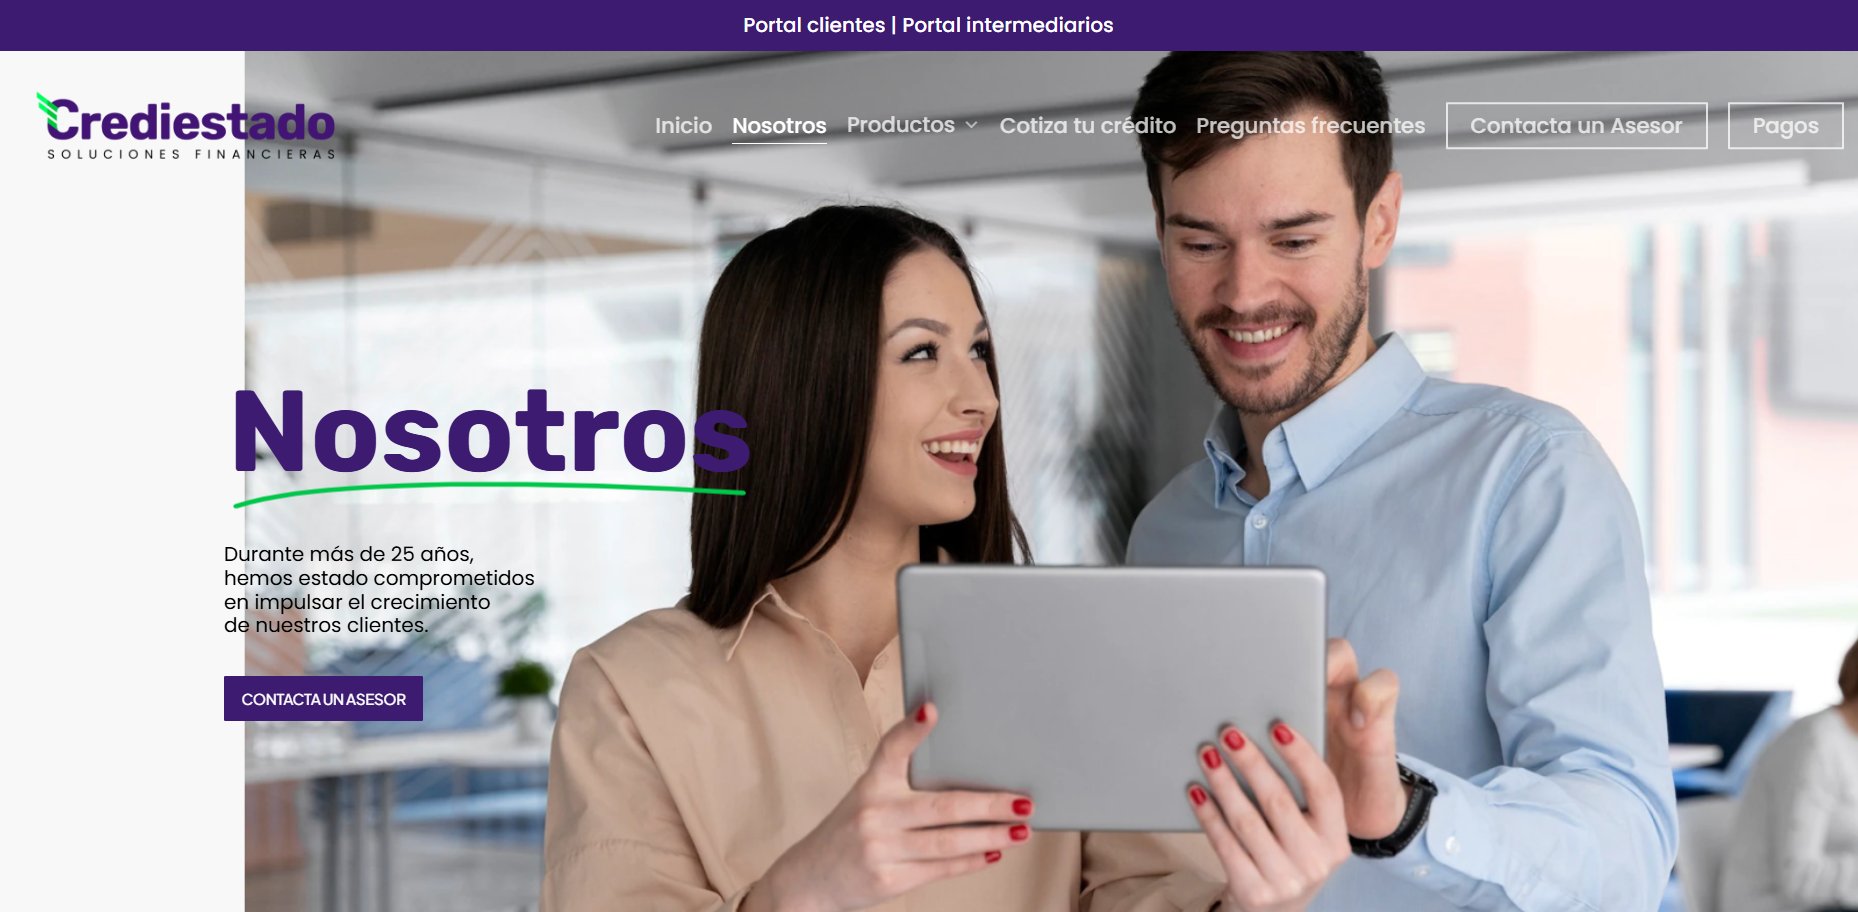 Portal clientes | Portal intermediarios
Crediestado
SOLUCIONES FINANCIERAS
Inicio Nosotros Productos Cotiza tu crédito Preguntas frecuentes Contacta un Asesor Pagos
Nosotros
Durante más de 25 años,
hemos estado comprometidos
en impulsar el crecimiento
de nuestros clientes.
CONTACTA UN ASESOR